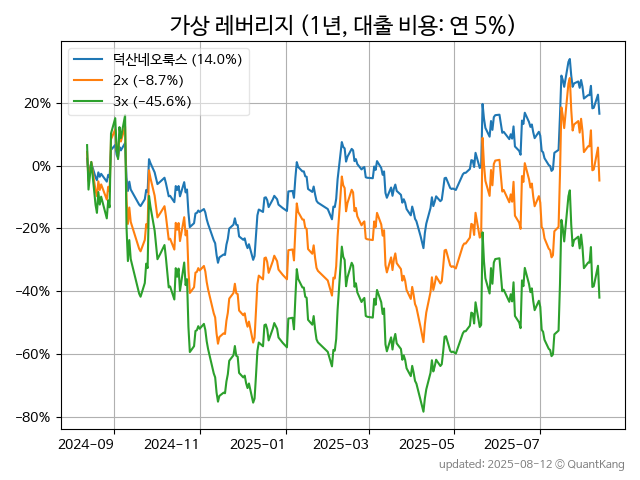 가상 레버리지 (1년, 대출 비용: 연 5%)
덕산네오룩스 (14.0%)
2x (−8.7%)
3x (−45.6%)
20%
0%
−20%
−40%
−60%
−80%
2024-09 2024-11 2025-01 2025-03 2025-05 2025-07
updated: 2025-08-12 © QuantKang